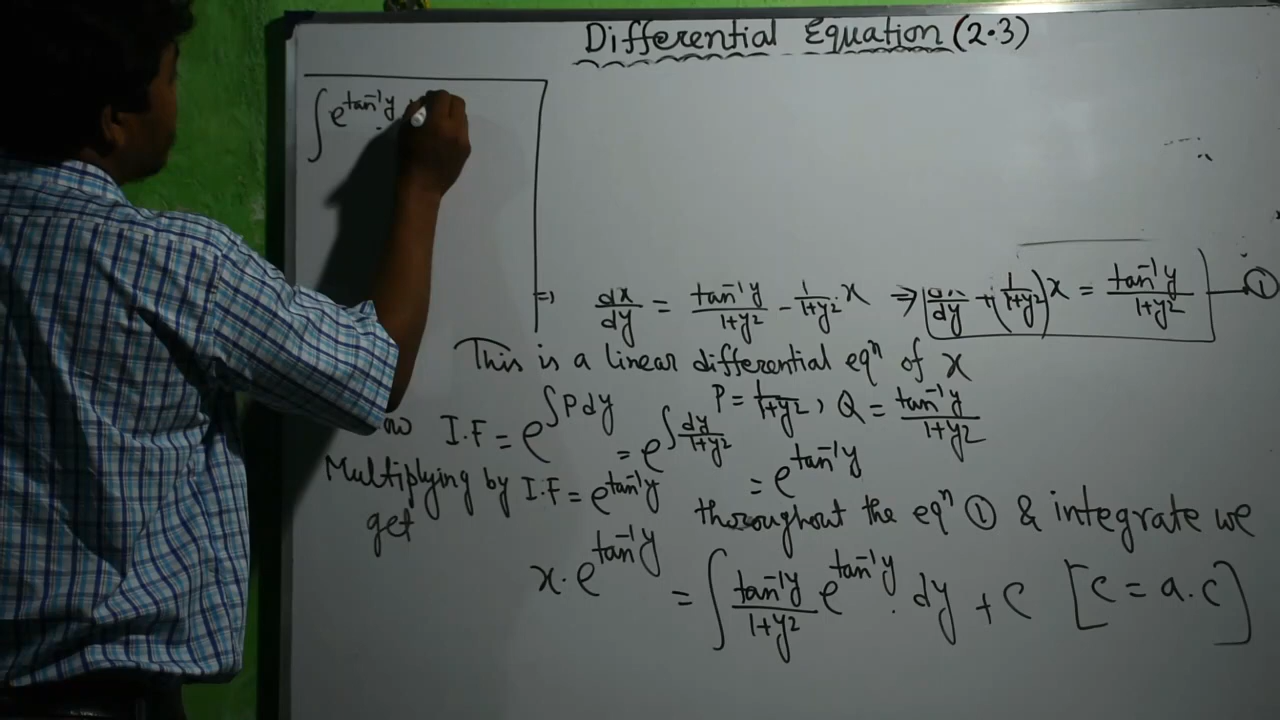 Differential Equation (2.3)
∫e^{tan⁻¹y}
⇒ dx/dy = tan⁻¹y/1+y² - 1/1+y² · x ⇒ dx/dy + (1/1+y²)x = tan⁻¹y/1+y² — ①
This is a linear differential eqⁿ of x
P = 1/1+y², Q = tan⁻¹y/1+y²
I.F = e^{∫Pdy} = e^{∫dy/1+y²} = e^{tan⁻¹y}
Multiplying by I.F = e^{tan⁻¹y} thoroughout the eqⁿ ① & integrate we
get
x.e^{tan⁻¹y} = ∫ tan⁻¹y/1+y² e^{tan⁻¹y} . dy + c [c = a.c]